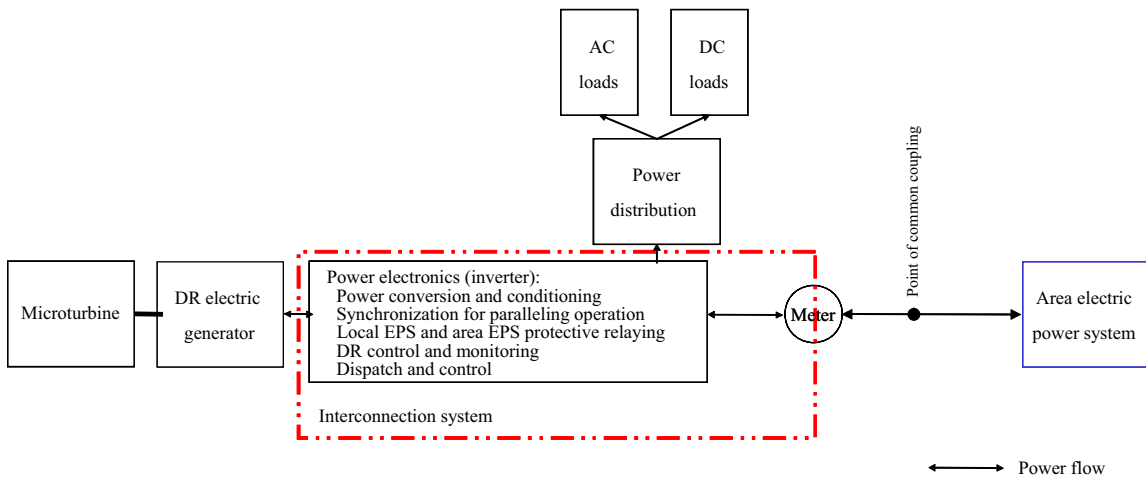 AC
loads
DC
loads
Power
distribution
Point of common coupling
Microturbine
DR electric
generator
Power electronics (inverter):
Power conversion and conditioning
Synchronization for paralleling operation
Local EPS and area EPS protective relaying
DR control and monitoring
Dispatch and control
Meter
Area electric
power system
Interconnection system
Power flow